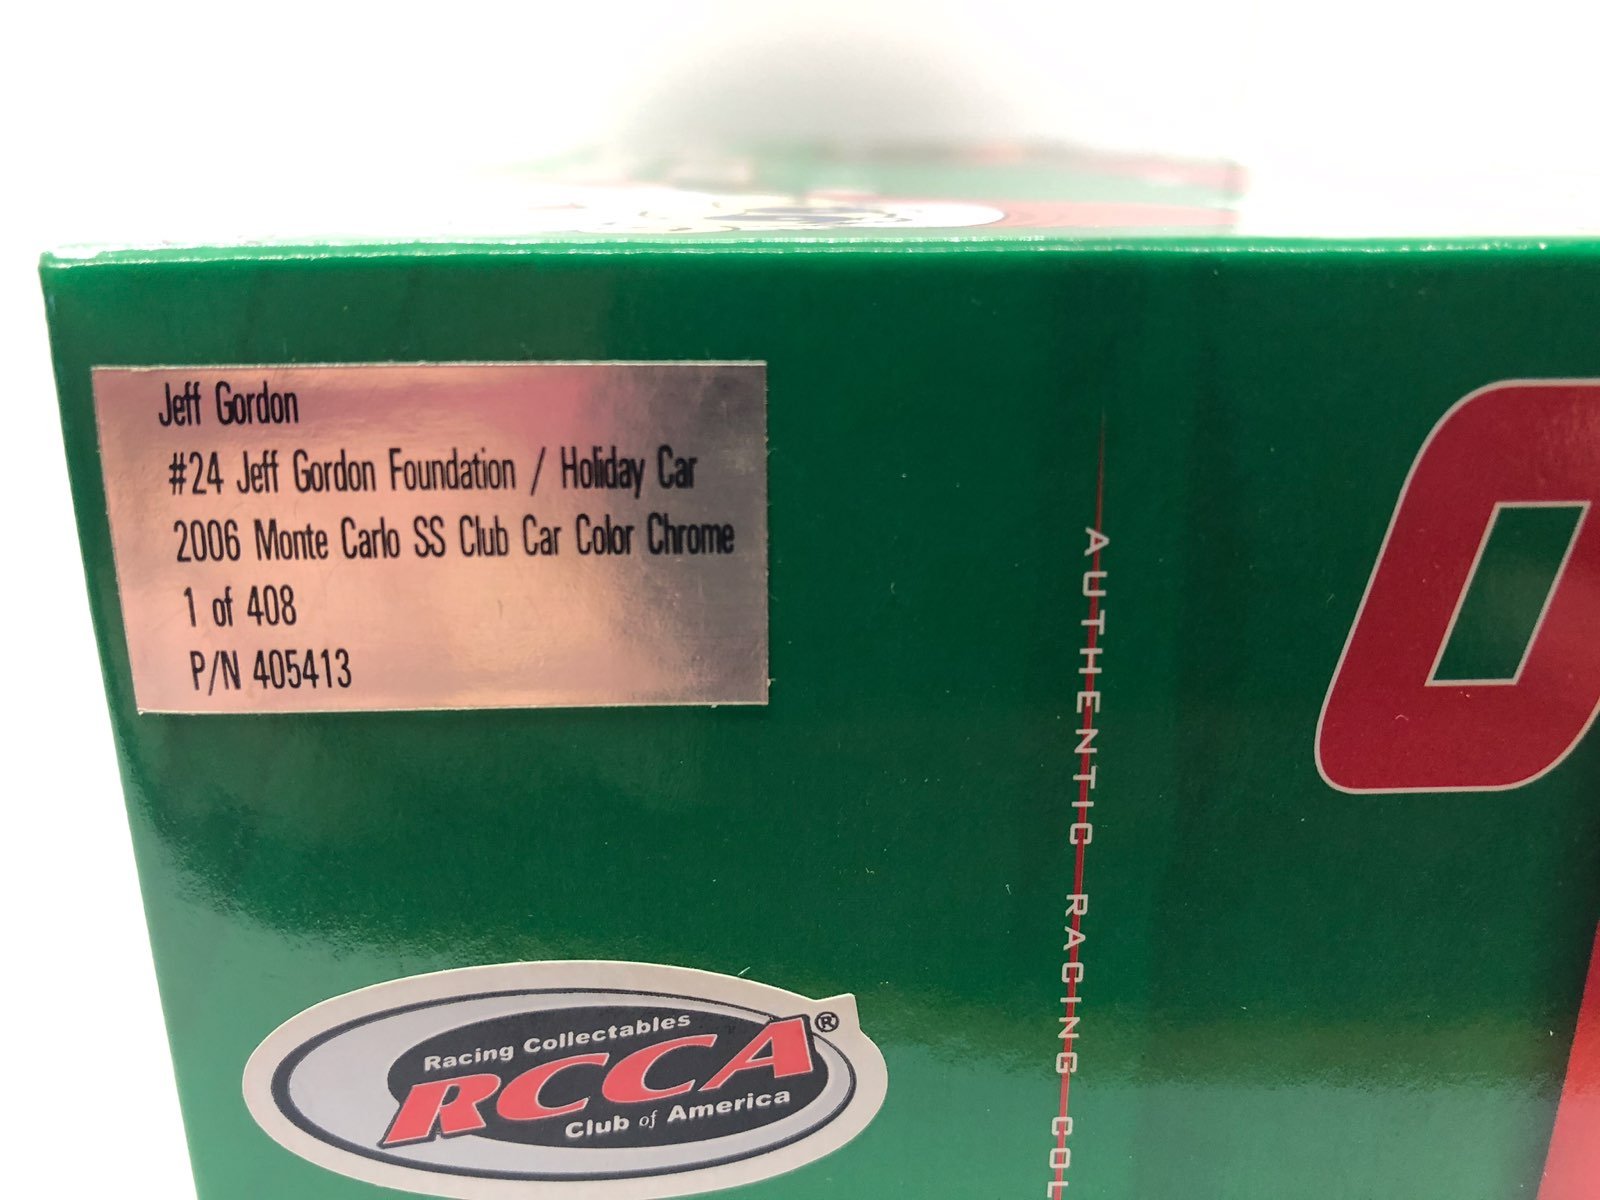 Jeff Gordon
#24 Jeff Gordon Foundation / Holiday Car
2006 Monte Carlo SS Club Car Color Chrome
1 of 408
P/N 405413
AUTHENTIC RACING COL
Racing Collectables
RCCA®
Club of America